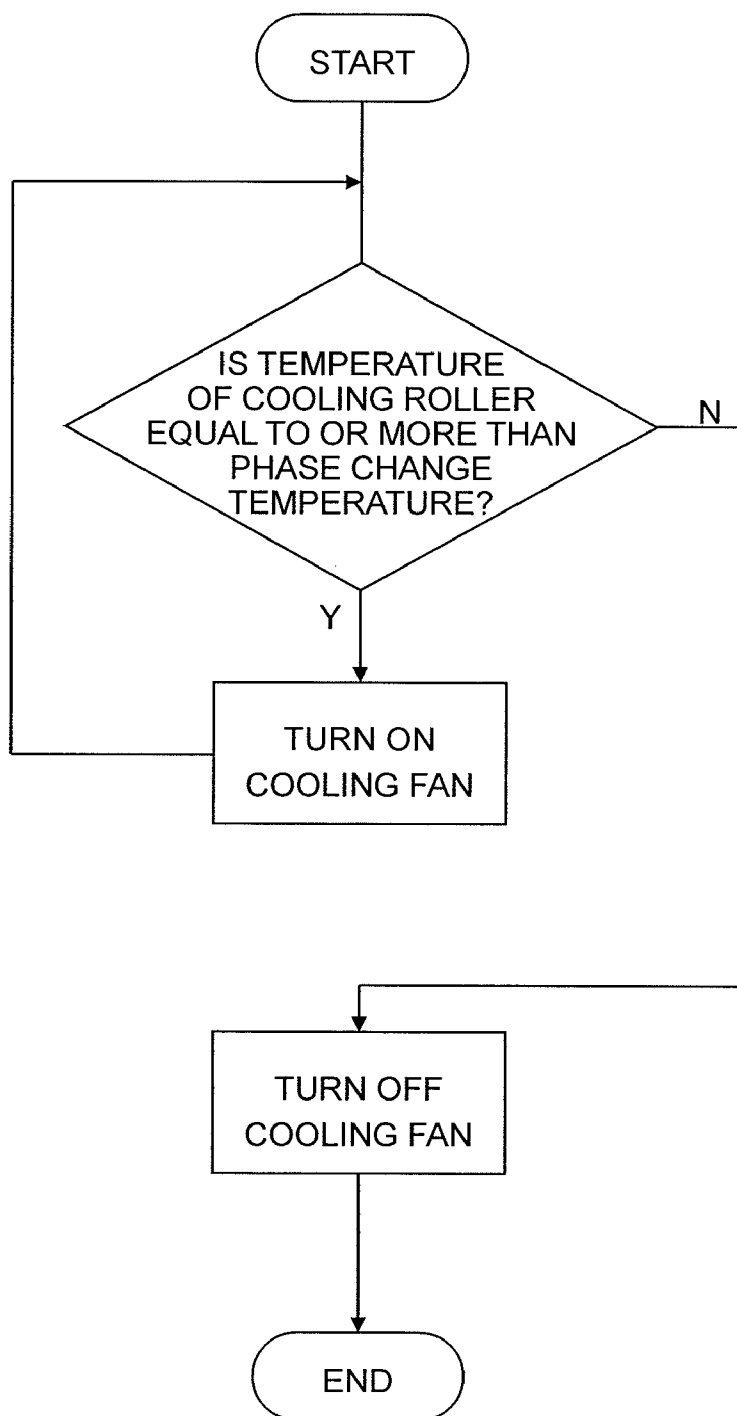 START
IS TEMPERATURE
OF COOLING ROLLER
EQUAL TO OR MORE THAN
PHASE CHANGE
TEMPERATURE?
N
Y
TURN ON
COOLING FAN
TURN OFF
COOLING FAN
END